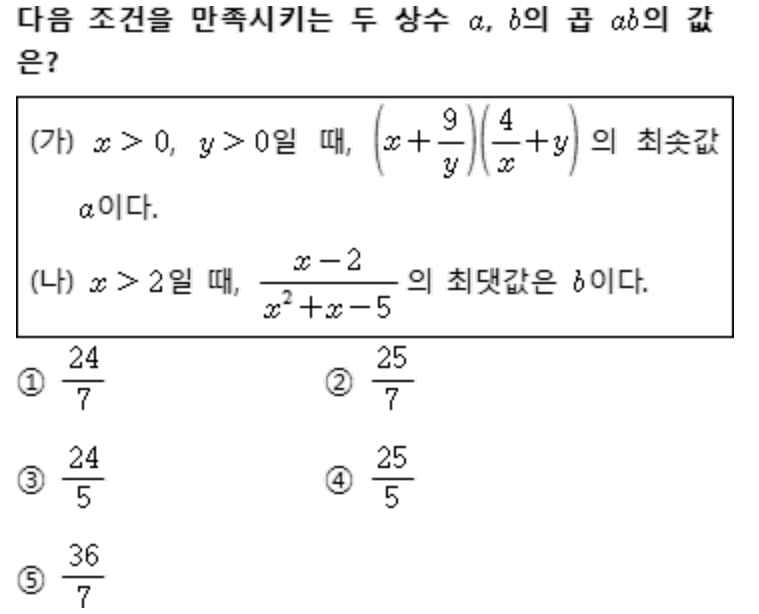 다음 조건을 만족시키는 두 상수 a, b의 곱 ab의 값
은?
(가) x > 0, y > 0일 때, (x + 9/y)(4/x + y)의 최솟값
a이다.
(나) x > 2일 때, (x - 2)/(x² + x - 5)의 최댓값은 b이다.
① 24/7 ② 25/7
③ 24/5 ④ 25/5
⑤ 36/7